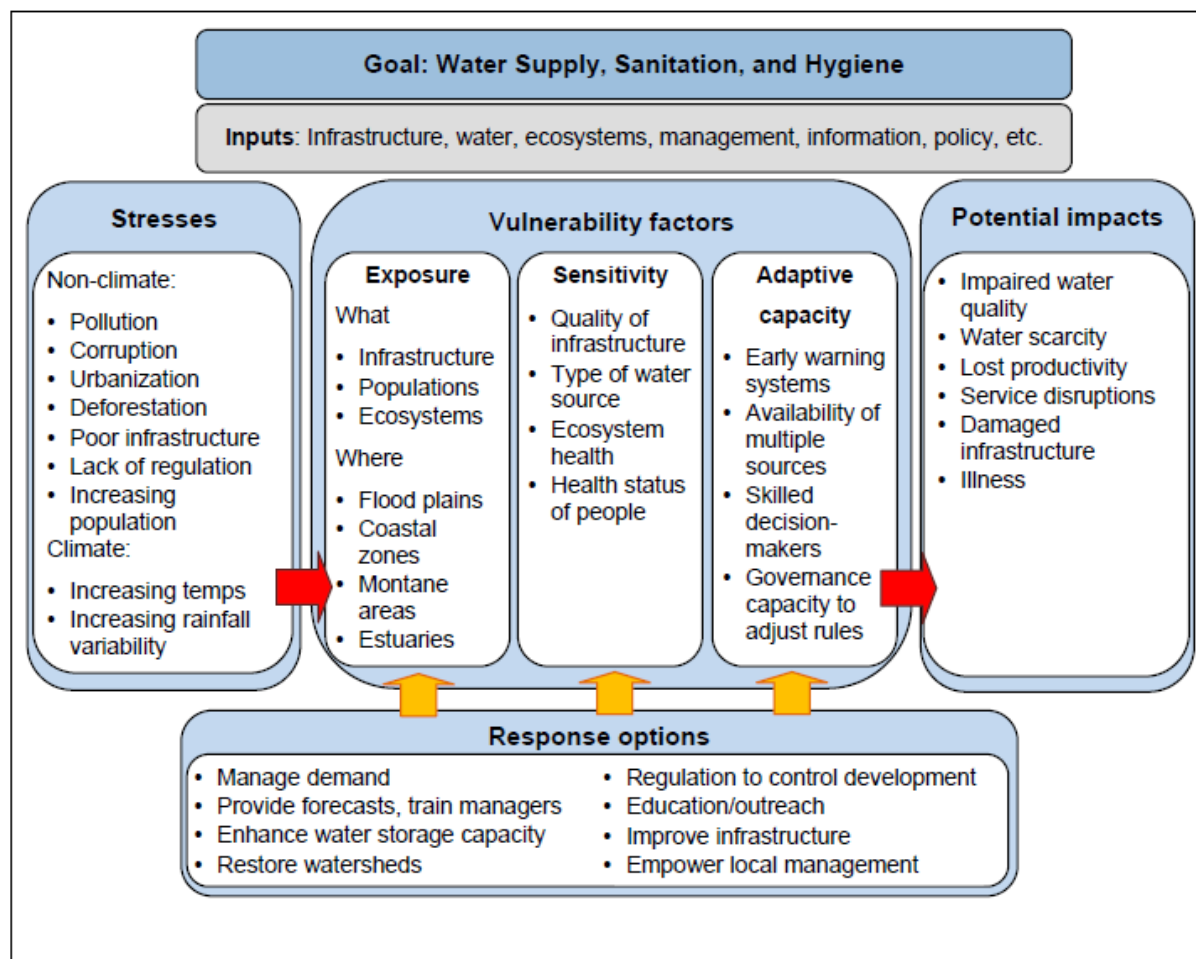 Goal: Water Supply, Sanitation, and Hygiene
Inputs: Infrastructure, water, ecosystems, management, information, policy, etc.
Stresses
Non-climate:
• Pollution
• Corruption
• Urbanization
• Deforestation
• Poor infrastructure
• Lack of regulation
• Increasing
population
Climate:
• Increasing temps
• Increasing rainfall
variability
Vulnerability factors
Exposure
What
• Infrastructure
• Populations
• Ecosystems
Where
• Flood plains
• Coastal
zones
• Montane
areas
• Estuaries
Sensitivity
• Quality of
infrastructure
• Type of water
source
• Ecosystem
health
• Health status
of people
Adaptive
capacity
• Early warning
systems
• Availability of
multiple
sources
• Skilled
decision-
makers
• Governance
capacity to
adjust rules
Potential impacts
• Impaired water
quality
• Water scarcity
• Lost productivity
• Service disruptions
• Damaged
infrastructure
• Illness
Response options
• Manage demand
• Provide forecasts, train managers
• Enhance water storage capacity
• Restore watersheds
• Regulation to control development
• Education/outreach
• Improve infrastructure
• Empower local management